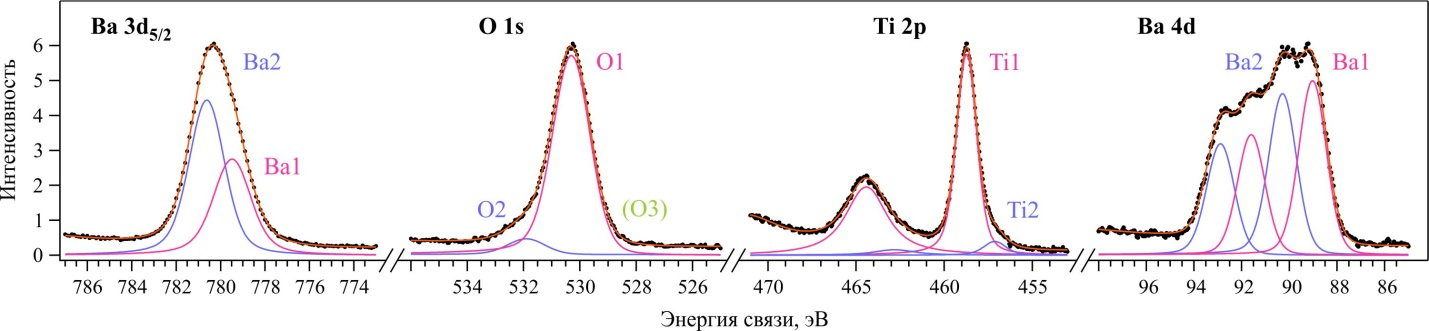 Ba 3d5/2
O 1s
Ti 2p
Ba 4d
Интенсивность
6
5
4
3
2
1
0
Ba2
Ba1
O1
O2
(O3)
Ti1
Ti2
Ba2
Ba1
786 784 782 780 778 776 774
534 532 530 528 526
470 465 460 455
96 94 92 90 88 86
Энергия связи, эВ